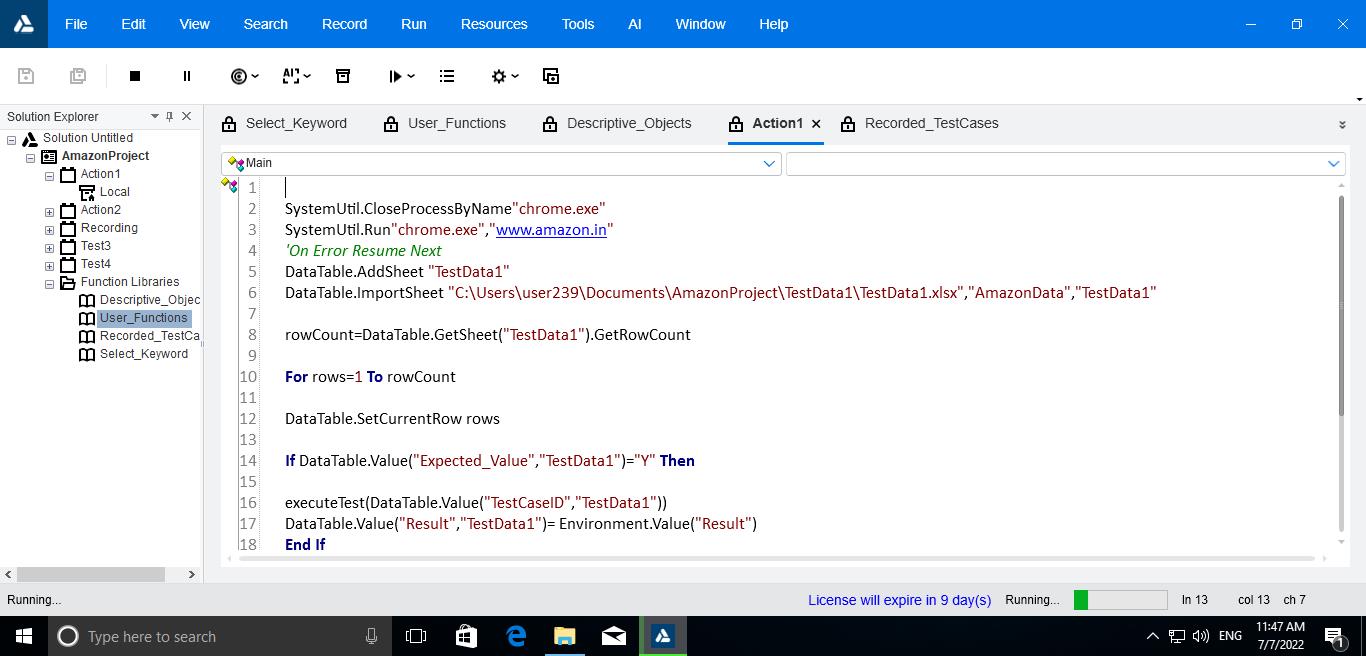 File Edit View Search Record Run Resources Tools AI Window Help
Solution Explorer
Solution Untitled
AmazonProject
Action1
Local
Action2
Recording
Test3
Test4
Function Libraries
Descriptive_Objec
User_Functions
Recorded_TestCa
Select_Keyword
Select_Keyword User_Functions Descriptive_Objects Action1 Recorded_TestCases
Main
1
2 SystemUtil.CloseProcessByName"chrome.exe"
3 SystemUtil.Run"chrome.exe","www.amazon.in"
4 'On Error Resume Next
5 DataTable.AddSheet "TestData1"
6 DataTable.ImportSheet "C:\Users\user239\Documents\AmazonProject\TestData1\TestData1.xlsx","AmazonData","TestData1"
7
8 rowCount=DataTable.GetSheet("TestData1").GetRowCount
9
10 For rows=1 To rowCount
11
12 DataTable.SetCurrentRow rows
13
14 If DataTable.Value("Expected_Value","TestData1")="Y" Then
15
16 executeTest(DataTable.Value("TestCaseID","TestData1"))
17 DataTable.Value("Result","TestData1")= Environment.Value("Result")
18 End If
Running... License will expire in 9 day(s) Running... ln 13 col 13 ch 7
Type here to search ENG 11:47 AM
7/7/2022 1